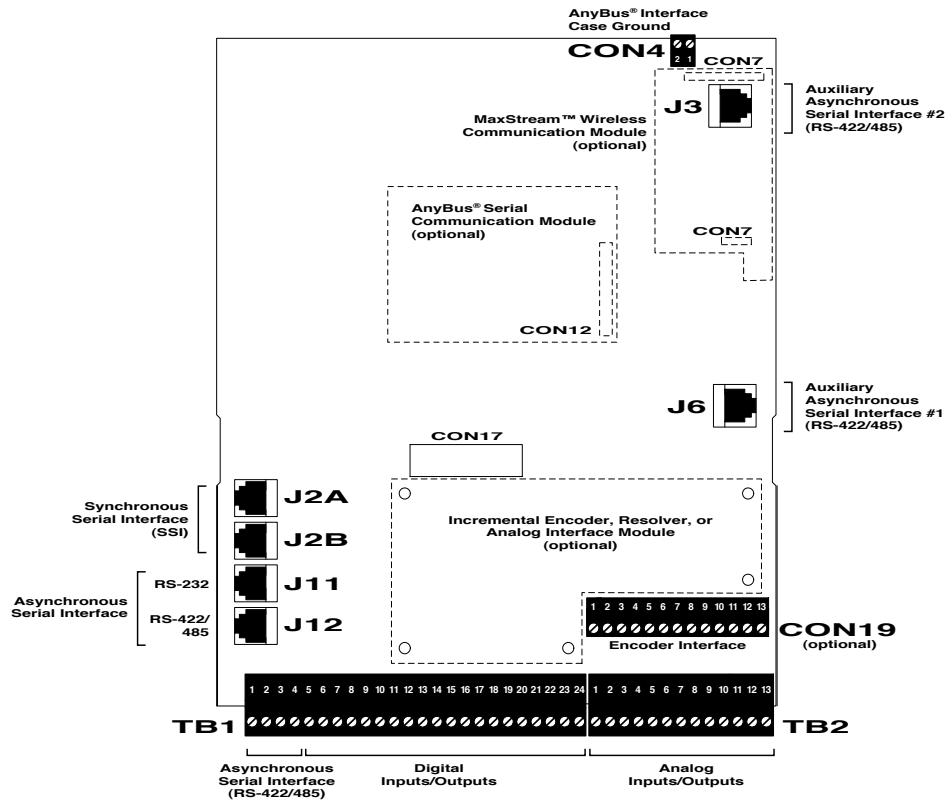 AnyBus® Interface
Case Ground
CON4
2 1
CON7
J3
Auxiliary
Asynchronous
Serial Interface #2
(RS-422/485)
MaxStream™ Wireless
Communication Module
(optional)
CON7
AnyBus® Serial
Communication Module
(optional)
CON12
J6
Auxiliary
Asynchronous
Serial Interface #1
(RS-422/485)
CON17
Synchronous
Serial Interface
(SSI)
J2A
J2B
Asynchronous
Serial Interface
RS-232
J11
RS-422/
485
J12
Incremental Encoder, Resolver, or
Analog Interface Module
(optional)
1 2 3 4 5 6 7 8 9 10 11 12 13
CON19
(optional)
Encoder Interface
1 2 3 4 5 6 7 8 9 10 11 12 13 14 15 16 17 18 19 20 21 22 23 24
1 2 3 4 5 6 7 8 9 10 11 12 13
TB1
TB2
Asynchronous
Serial Interface
(RS-422/485)
Digital
Inputs/Outputs
Analog
Inputs/Outputs